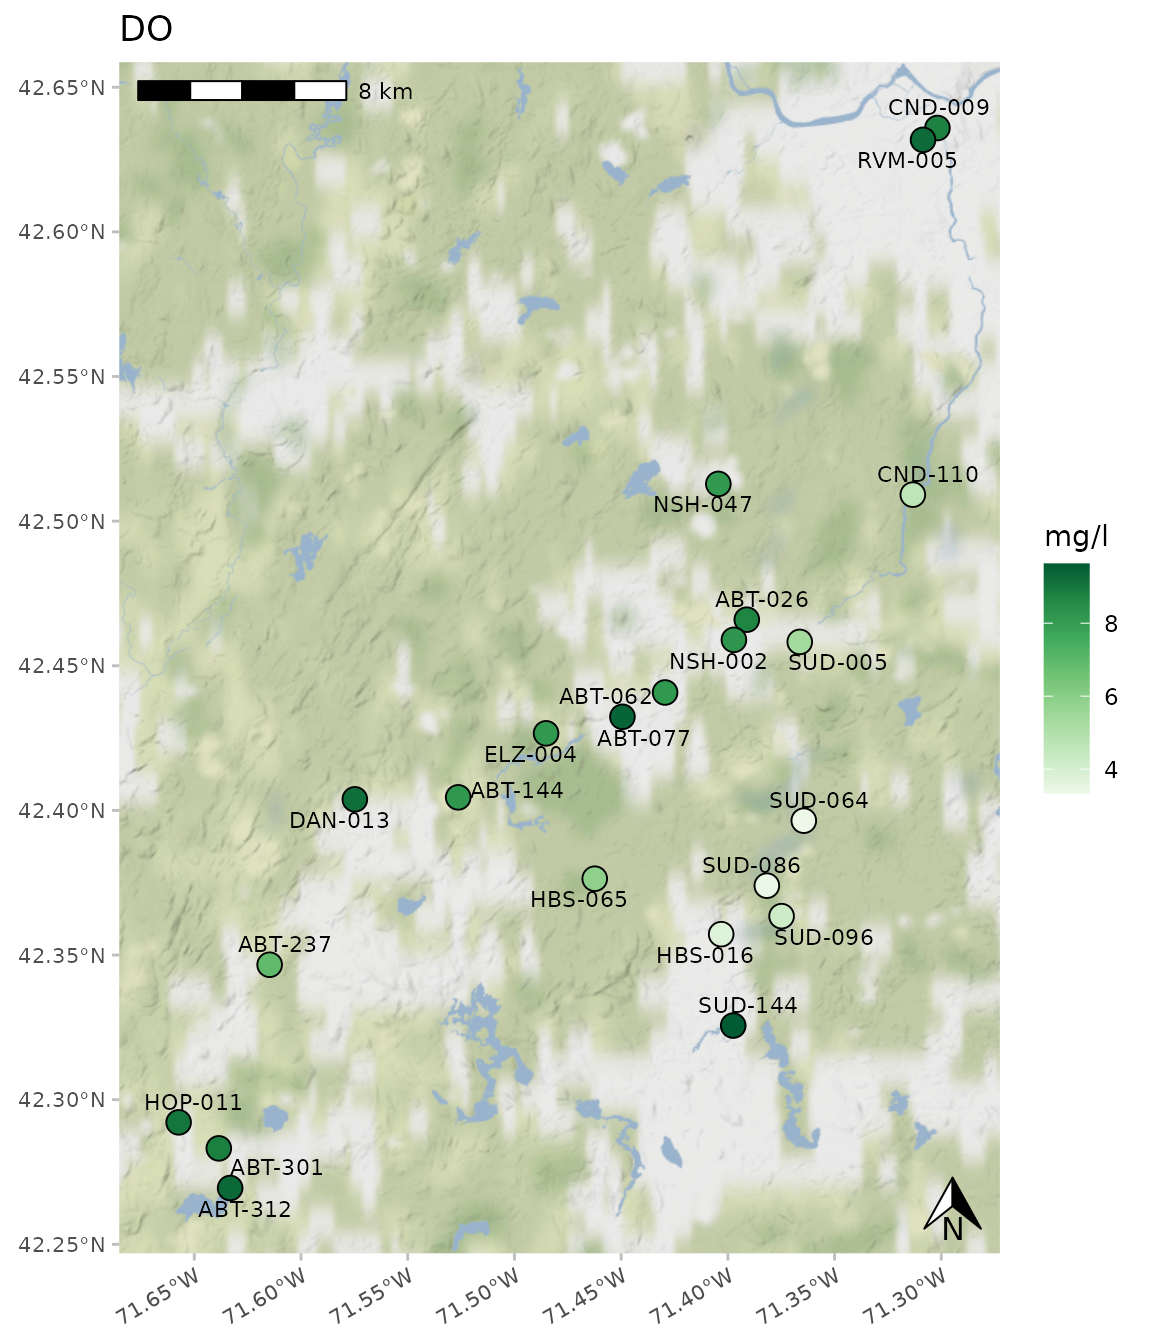 DO
42.65°N
8 km
CND-009
RVM-005
42.60°N
42.55°N
CND-110
NSH-047
42.50°N
mg/l
ABT-026
8
NSH-002
SUD-005
42.45°N
ABT-062
6
ABT-077
ELZ-004
4
ABT-144
SUD-064
42.40°N
DAN-013
SUD-086
HBS-065
SUD-096
ABT-237
HBS-016
42.35°N
SUD-144
42.30°N
HOP-011
ABT-301
ABT-312
N
42.25°N
71.65°W
71.60°W
71.55°W
71.50°W
71.45°W
71.40°W
71.35°W
71.30°W